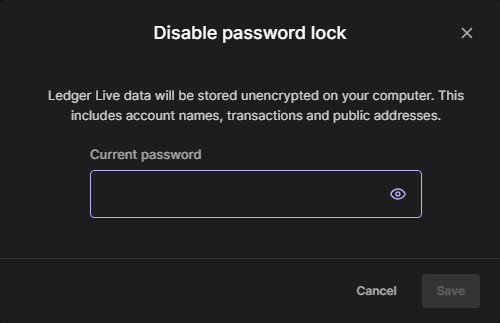 Disable password lock
Ledger Live data will be stored unencrypted on your computer. This
includes account names, transactions and public addresses.
Current password
Cancel
Save